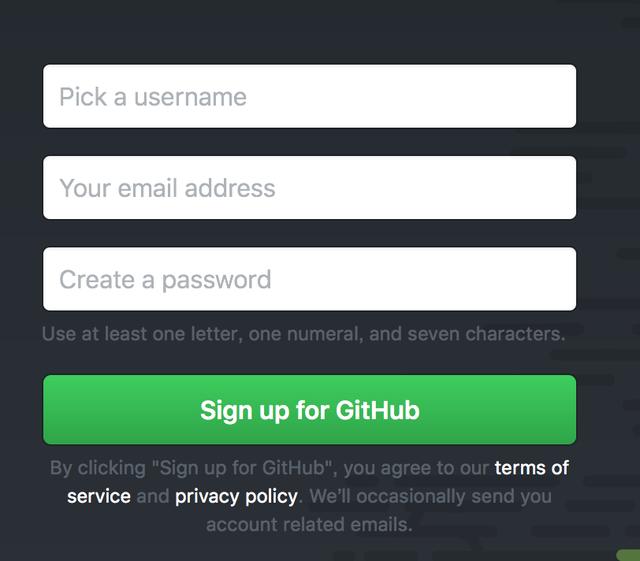 Pick a username
Your email address
Create a password
Use at least one letter, one numeral, and seven characters.
Sign up for GitHub
By clicking "Sign up for GitHub", you agree to our terms of
service and privacy policy. We’ll occasionally send you
account related emails.